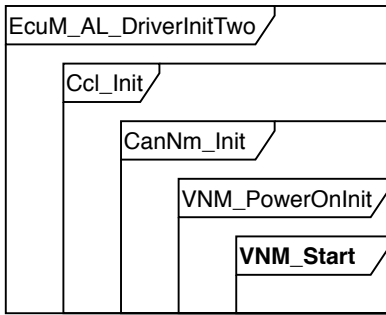 EcuM_AL_DriverInitTwo
Ccl_Init
CanNm_Init
VNM_PowerOnInit
VNM_Start